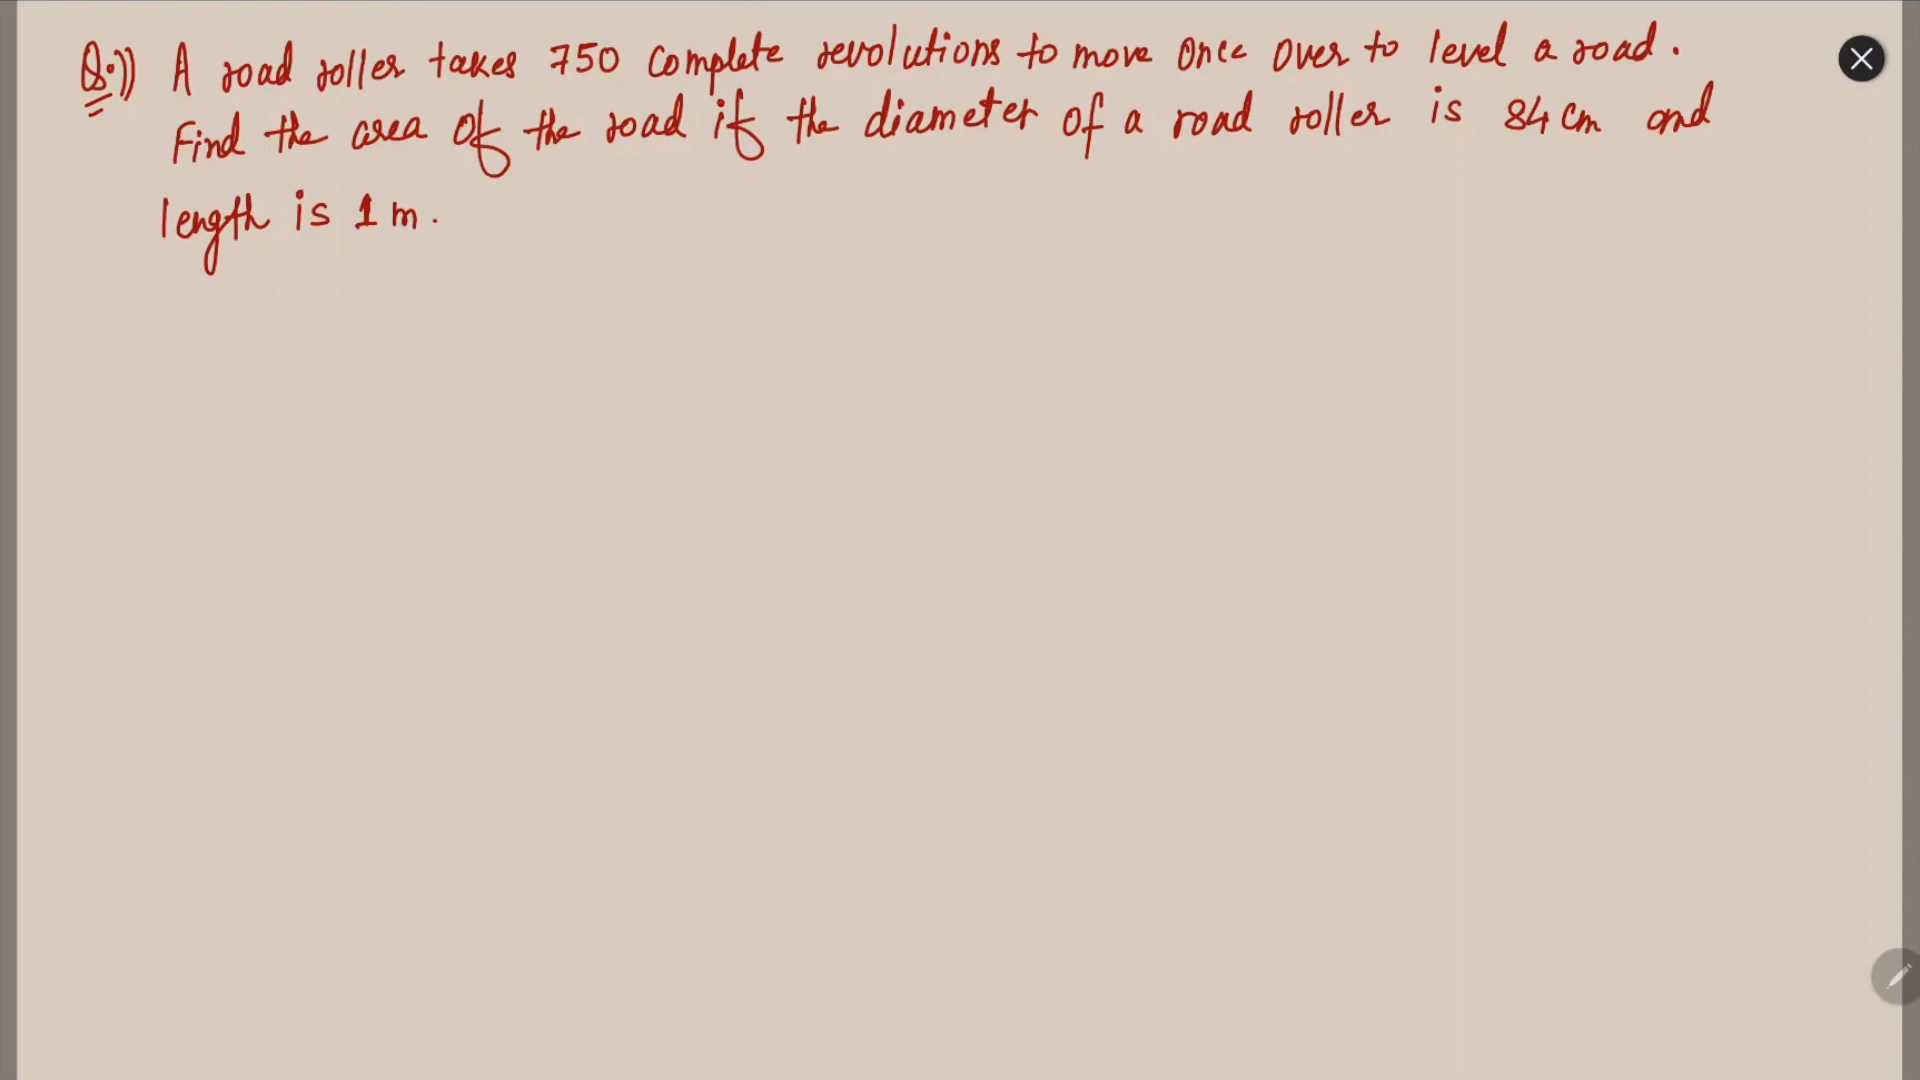 Q.)) A road roller takes 750 complete revolutions to move once over to level a road.
Find the area of the road if the diameter of a road roller is 84 cm and
length is 1 m.